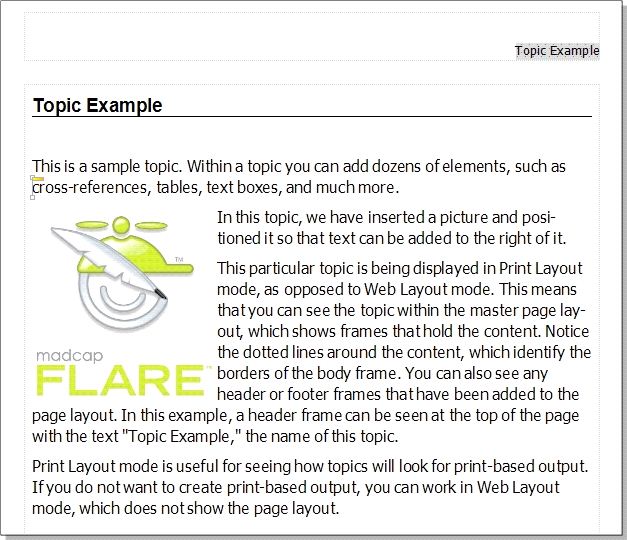 Topic Example
Topic Example
This is a sample topic. Within a topic you can add dozens of elements, such as
cross-references, tables, text boxes, and much more.
In this topic, we have inserted a picture and posi-
tioned it so that text can be added to the right of it.
This particular topic is being displayed in Print Layout
mode, as opposed to Web Layout mode. This means
that you can see the topic within the master page lay-
out, which shows frames that hold the content. Notice
the dotted lines around the content, which identify the
borders of the body frame. You can also see any
header or footer frames that have been added to the
TM
madcap
FLARE™
page layout. In this example, a header frame can be seen at the top of the page
with the text "Topic Example," the name of this topic.
Print Layout mode is useful for seeing how topics will look for print-based output.
If you do not want to create print-based output, you can work in Web Layout
mode, which does not show the page layout.